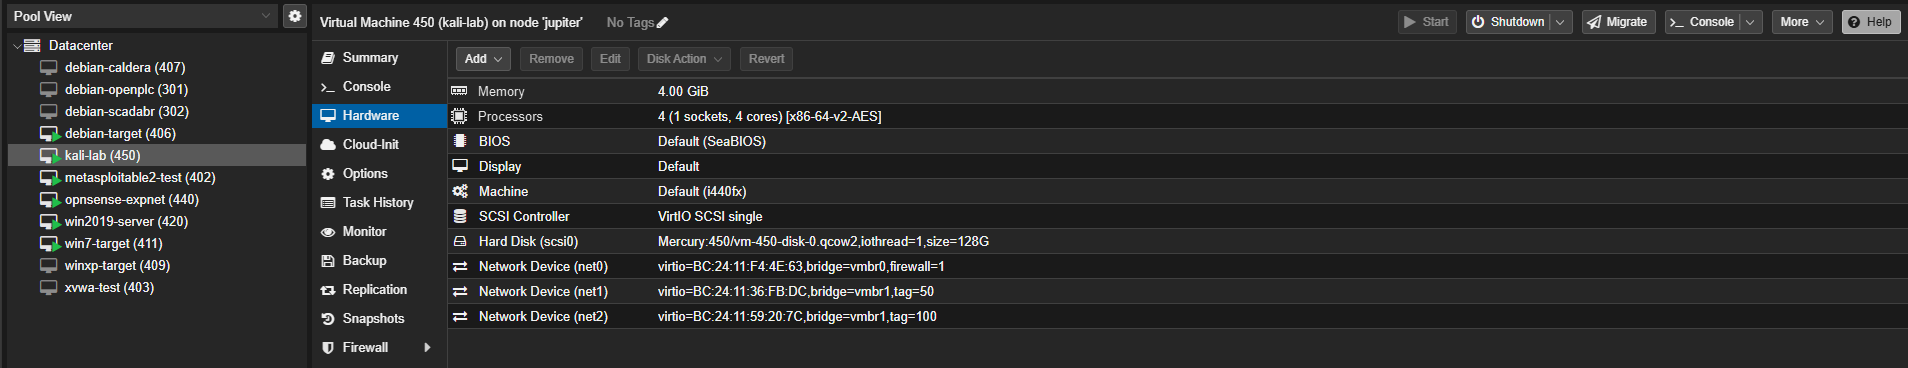 Pool View
Virtual Machine 450 (kali-lab) on node 'jupiter' No Tags Start Shutdown Migrate Console More Help
Datacenter
debian-caldera (407)
debian-openplc (301)
debian-scadabr (302)
debian-target (406)
kali-lab (450)
metasploitable2-test (402)
opnsense-expnet (440)
win2019-server (420)
win7-target (411)
winxp-target (409)
xvwa-test (403)
Summary
Console
Hardware
Cloud-Init
Options
Task History
Monitor
Backup
Replication
Snapshots
Firewall
Add Remove Edit Disk Action Revert
Memory 4.00 GiB
Processors 4 (1 sockets, 4 cores) [x86-64-v2-AES]
BIOS Default (SeaBIOS)
Display Default
Machine Default (i440fx)
SCSI Controller VirtIO SCSI single
Hard Disk (scsi0) Mercury:450/vm-450-disk-0.qcow2,iothread=1,size=128G
Network Device (net0) virtio=BC:24:11:F4:4E:63,bridge=vmbr0,firewall=1
Network Device (net1) virtio=BC:24:11:36:FB:DC,bridge=vmbr1,tag=50
Network Device (net2) virtio=BC:24:11:59:20:7C,bridge=vmbr1,tag=100